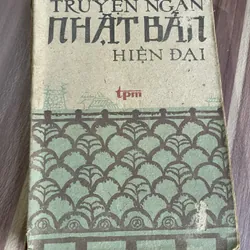 TRUYỆN NGẮN
NHẬT BẢN
HIỆN ĐẠI
tpm